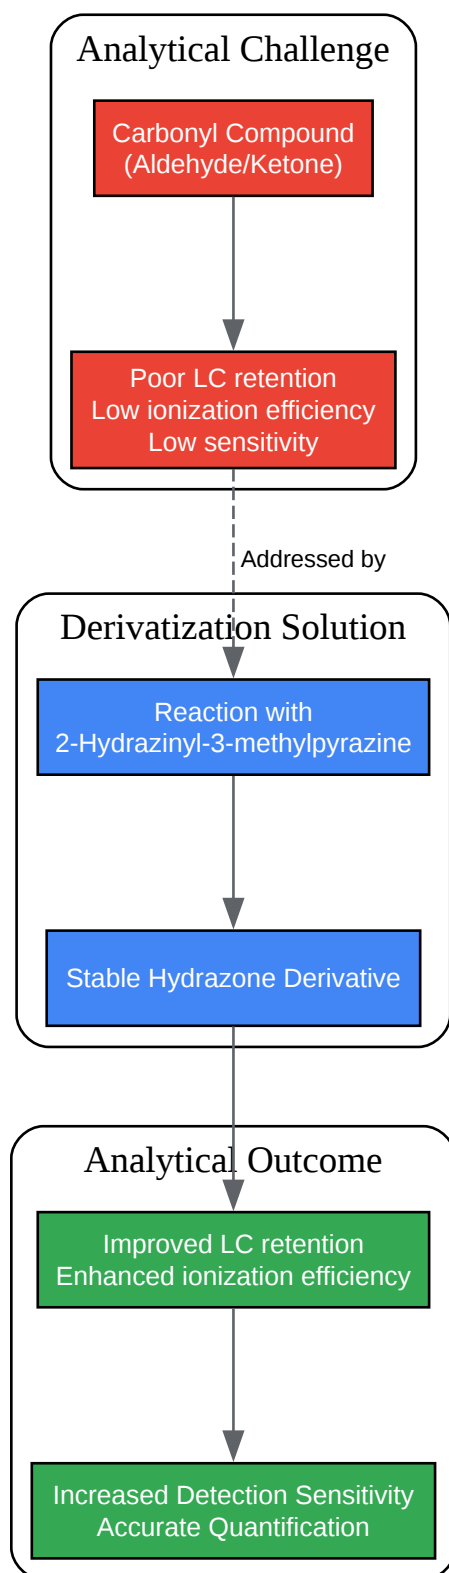 Analytical Challenge
Carbonyl Compound
(Aldehyde/Ketone)
Poor LC retention
Low ionization efficiency
Low sensitivity
Addressed by
Derivatization Solution
Reaction with
2-Hydrazinyl-3-methylpyrazine
Stable Hydrazone Derivative
Analytical Outcome
Improved LC retention
Enhanced ionization efficiency
Increased Detection Sensitivity
Accurate Quantification